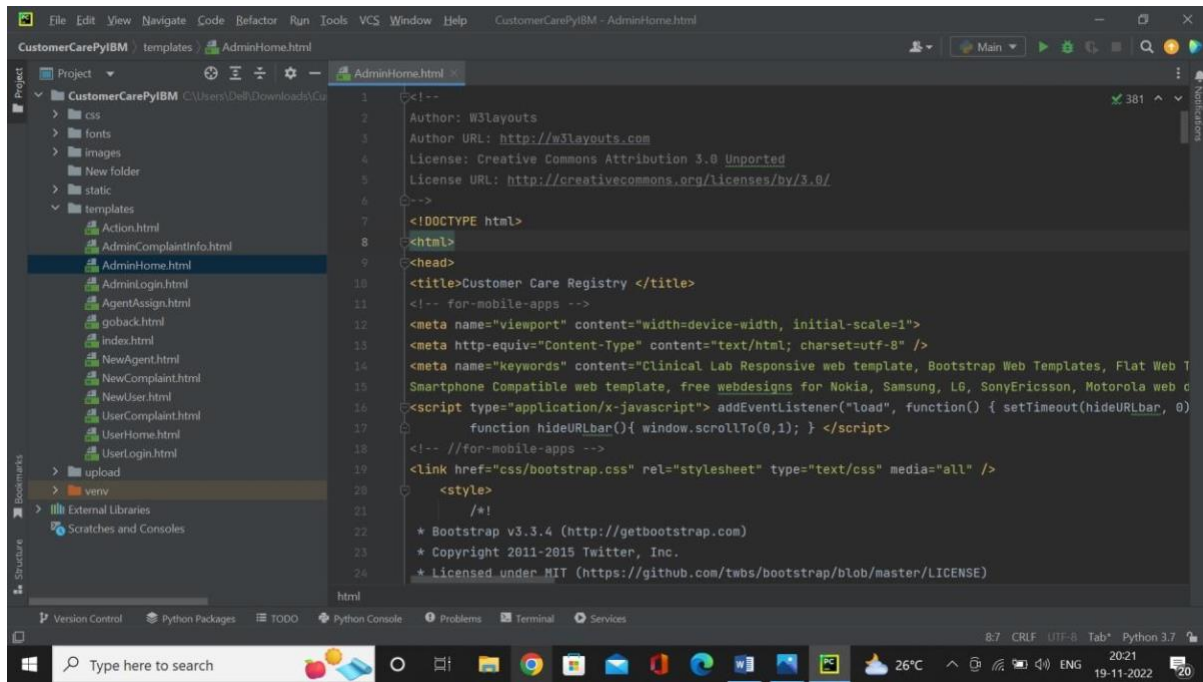 PC File Edit View Navigate Code Refactor Run Tools VCS Window Help CustomerCarePyIBM - AdminHome.html
CustomerCarePyIBM templates AdminHome.html Main
Project AdminHome.html
Project
CustomerCarePyIBM C:\Users\Dell\Downloads\Cu
css
fonts
images
New folder
static
templates
Action.html
AdminComplaintInfo.html
AdminHome.html
AdminLogin.html
AgentAssign.html
goback.html
index.html
NewAgent.html
NewComplaint.html
NewUser.html
UserComplaint.html
UserHome.html
UserLogin.html
upload
venv
External Libraries
Scratches and Consoles
Bookmarks
Structure
381
Notifications
1 <!--
2 Author: W3layouts
3 Author URL: http://w3layouts.com
4 License: Creative Commons Attribution 3.0 Unported
5 License URL: http://creativecommons.org/licenses/by/3.0/
6 -->
7 <!DOCTYPE html>
8 <html>
9 <head>
10 <title>Customer Care Registry </title>
11 <!-- for-mobile-apps -->
12 <meta name="viewport" content="width=device-width, initial-scale=1">
13 <meta http-equiv="Content-Type" content="text/html; charset=utf-8" />
14 <meta name="keywords" content="Clinical Lab Responsive web template, Bootstrap Web Templates, Flat Web T
15 Smartphone Compatible web template, free webdesigns for Nokia, Samsung, LG, SonyEricsson, Motorola web d
16 <script type="application/x-javascript"> addEventListener("load", function() { setTimeout(hideURLbar, 0)
17 function hideURLbar(){ window.scrollTo(0,1); } </script>
18 <!-- //for-mobile-apps -->
19 <link href="css/bootstrap.css" rel="stylesheet" type="text/css" media="all" />
20 <style>
21 /*!
22 * Bootstrap v3.3.4 (http://getbootstrap.com)
23 * Copyright 2011-2015 Twitter, Inc.
24 * Licensed under MIT (https://github.com/twbs/bootstrap/blob/master/LICENSE)
html
Version Control Python Packages TODO Python Console Problems Terminal Services
8:7 CRLF UTF-8 Tab* Python 3.7
Type here to search 26°C ENG 20:21
19-11-2022 20